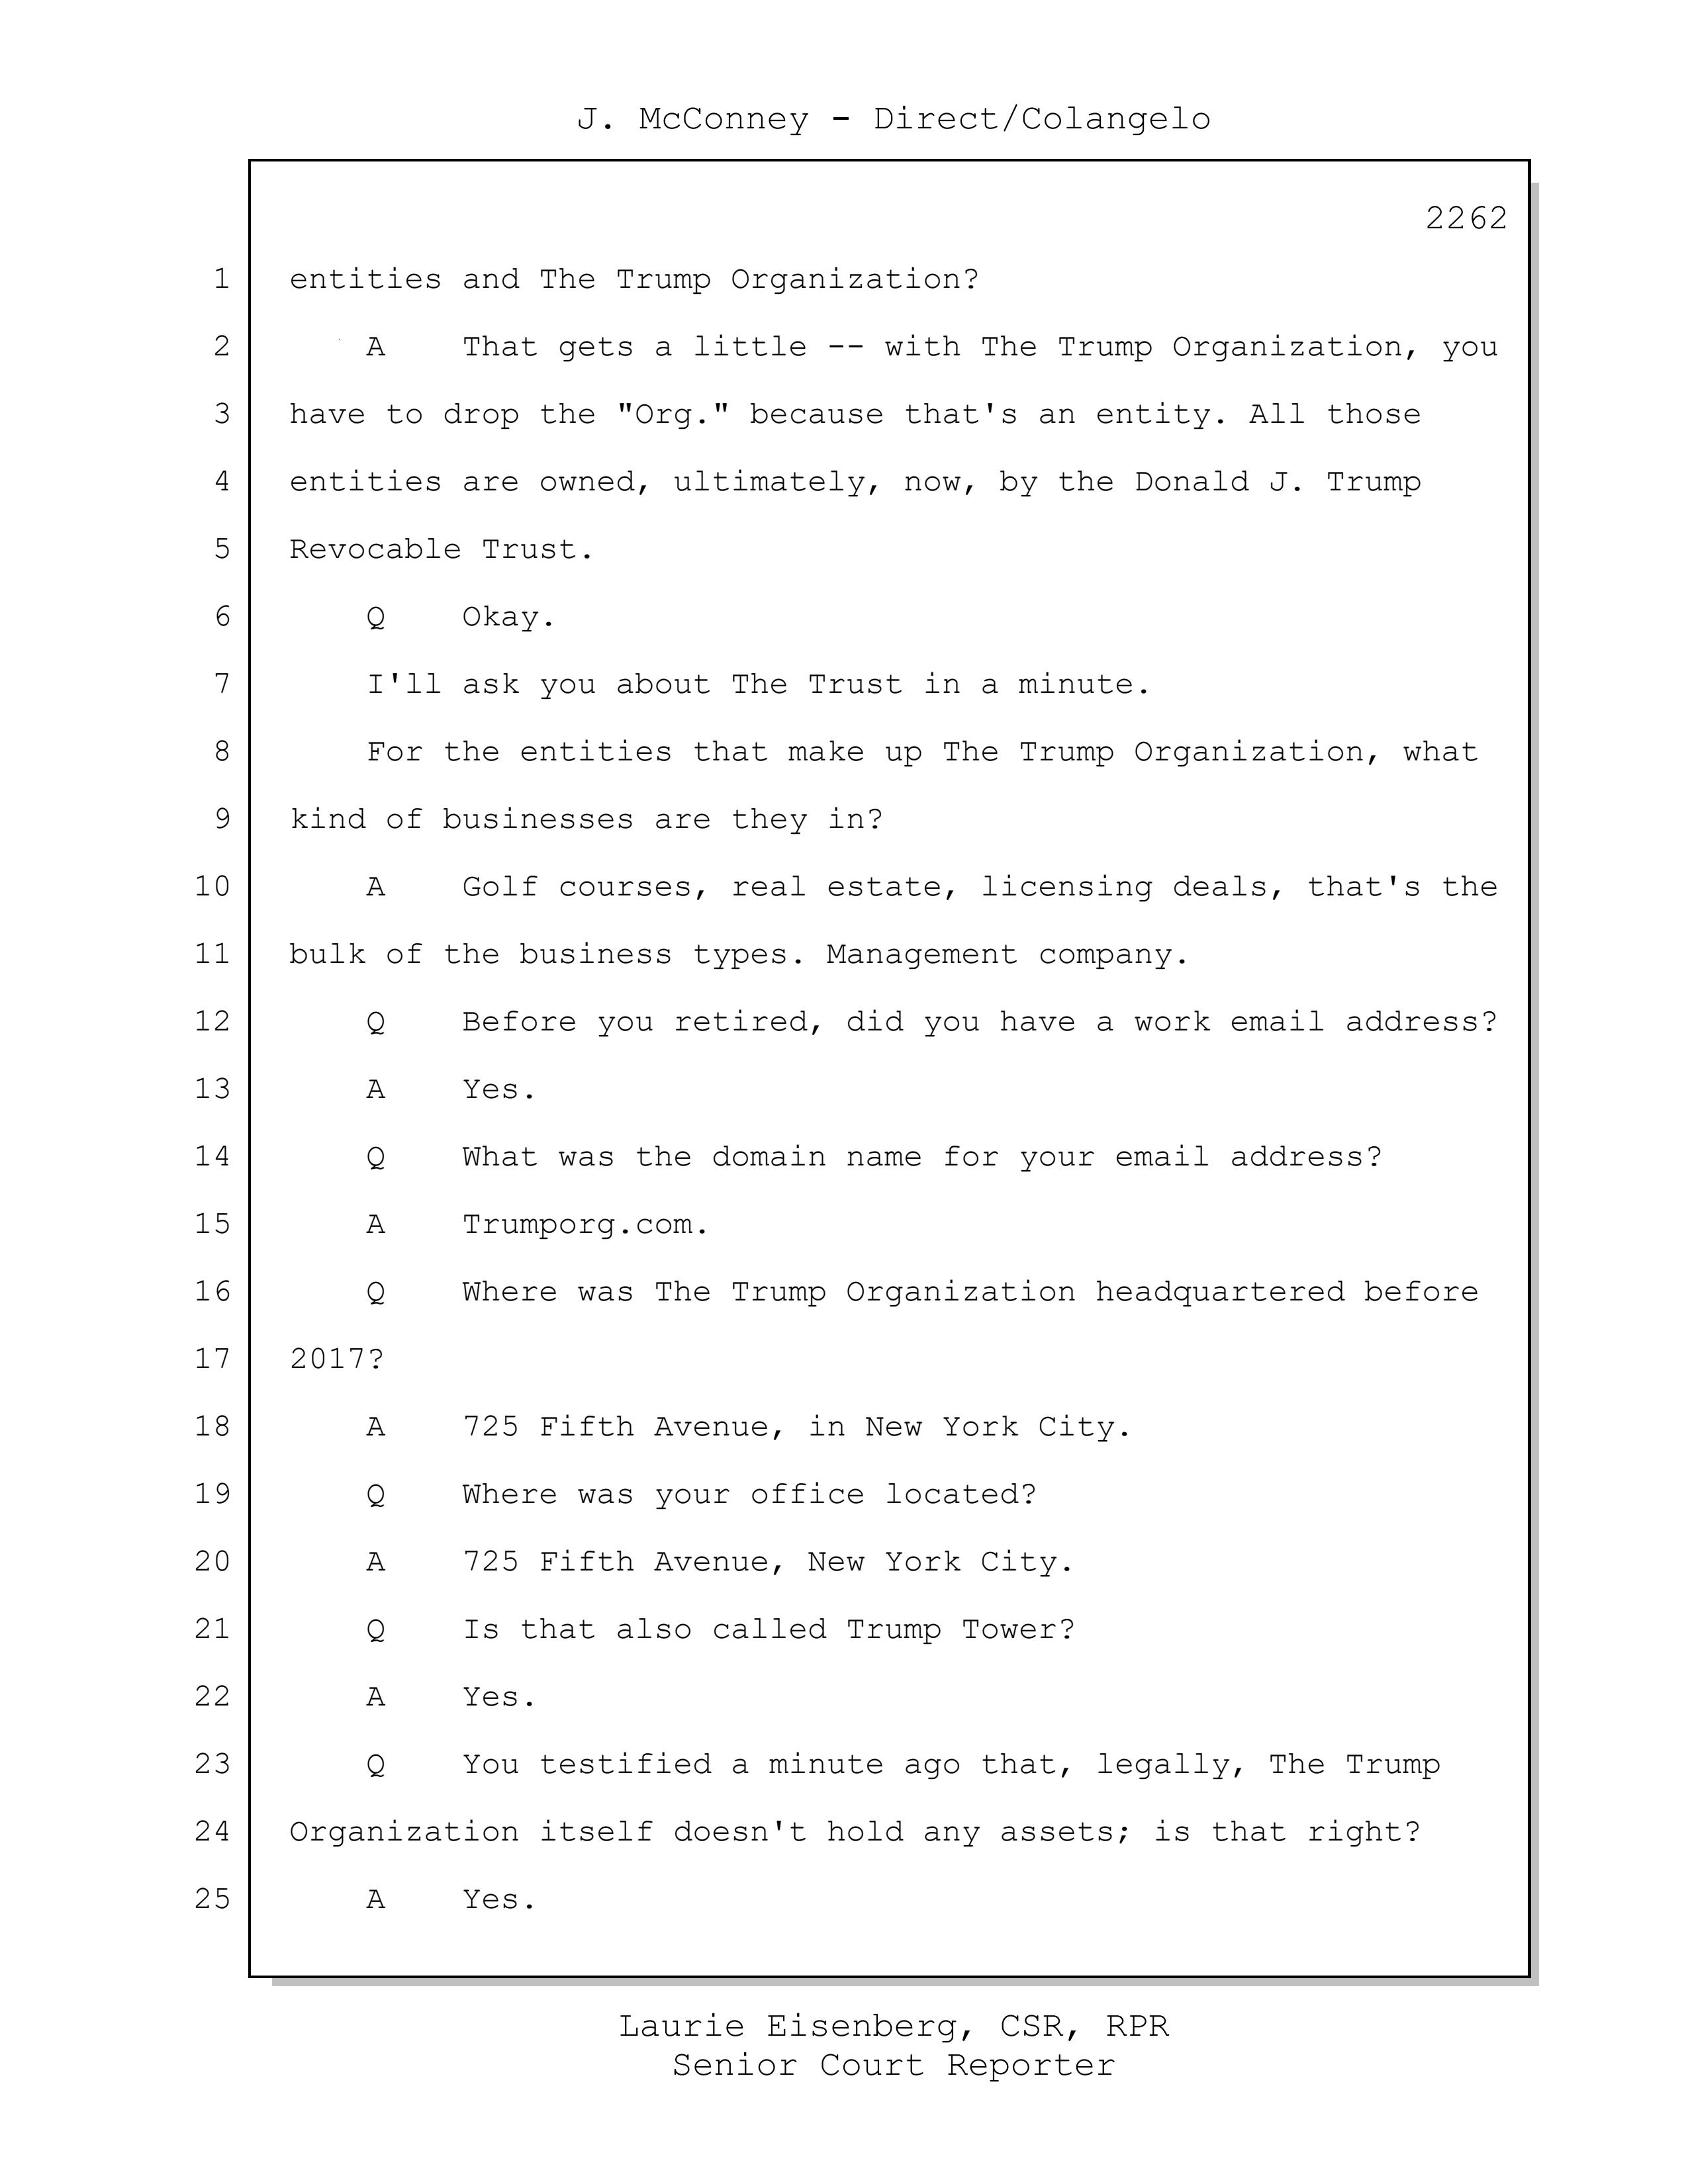 J. McConney - Direct/Colangelo
2262
1 entities and The Trump Organization?
2 A That gets a little -- with The Trump Organization, you
3 have to drop the "Org." because that's an entity. All those
4 entities are owned, ultimately, now, by the Donald J. Trump
5 Revocable Trust.
6 Q Okay.
7 I'll ask you about The Trust in a minute.
8 For the entities that make up The Trump Organization, what
9 kind of businesses are they in?
10 A Golf courses, real estate, licensing deals, that's the
11 bulk of the business types. Management company.
12 Q Before you retired, did you have a work email address?
13 A Yes.
14 Q What was the domain name for your email address?
15 A Trumporg.com.
16 Q Where was The Trump Organization headquartered before
17 2017?
18 A 725 Fifth Avenue, in New York City.
19 Q Where was your office located?
20 A 725 Fifth Avenue, New York City.
21 Q Is that also called Trump Tower?
22 A Yes.
23 Q You testified a minute ago that, legally, The Trump
24 Organization itself doesn't hold any assets; is that right?
25 A Yes.
Laurie Eisenberg, CSR, RPR
Senior Court Reporter